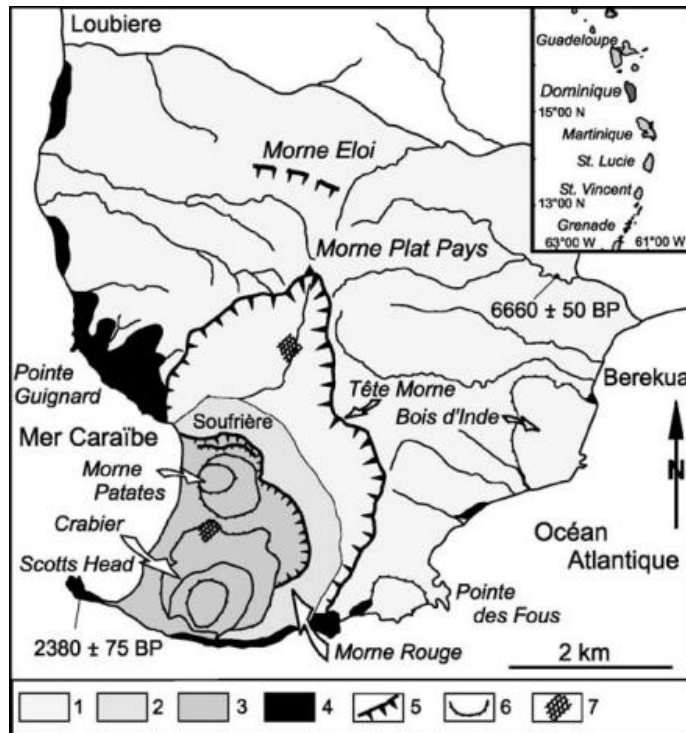 Loubiere
Guadeloupe
Dominique
15°00 N
Martinique
St. Lucie
St. Vincent
13°00 N
Grenade
63°00 W
61°00 W
Morne Eloi
Morne Plat Pays
6660 ± 50 BP
Pointe
Guignard
Tête Morne
Berekua
Bois d'Inde
Soufrière
Mer Caraïbe
N
Morne
Patates
Crabier
Océan
Atlantique
Scotts Head
Pointe
des Fous
2380 ± 75 BP
Morne Rouge
2 km
1 2 3 4 5 6 7